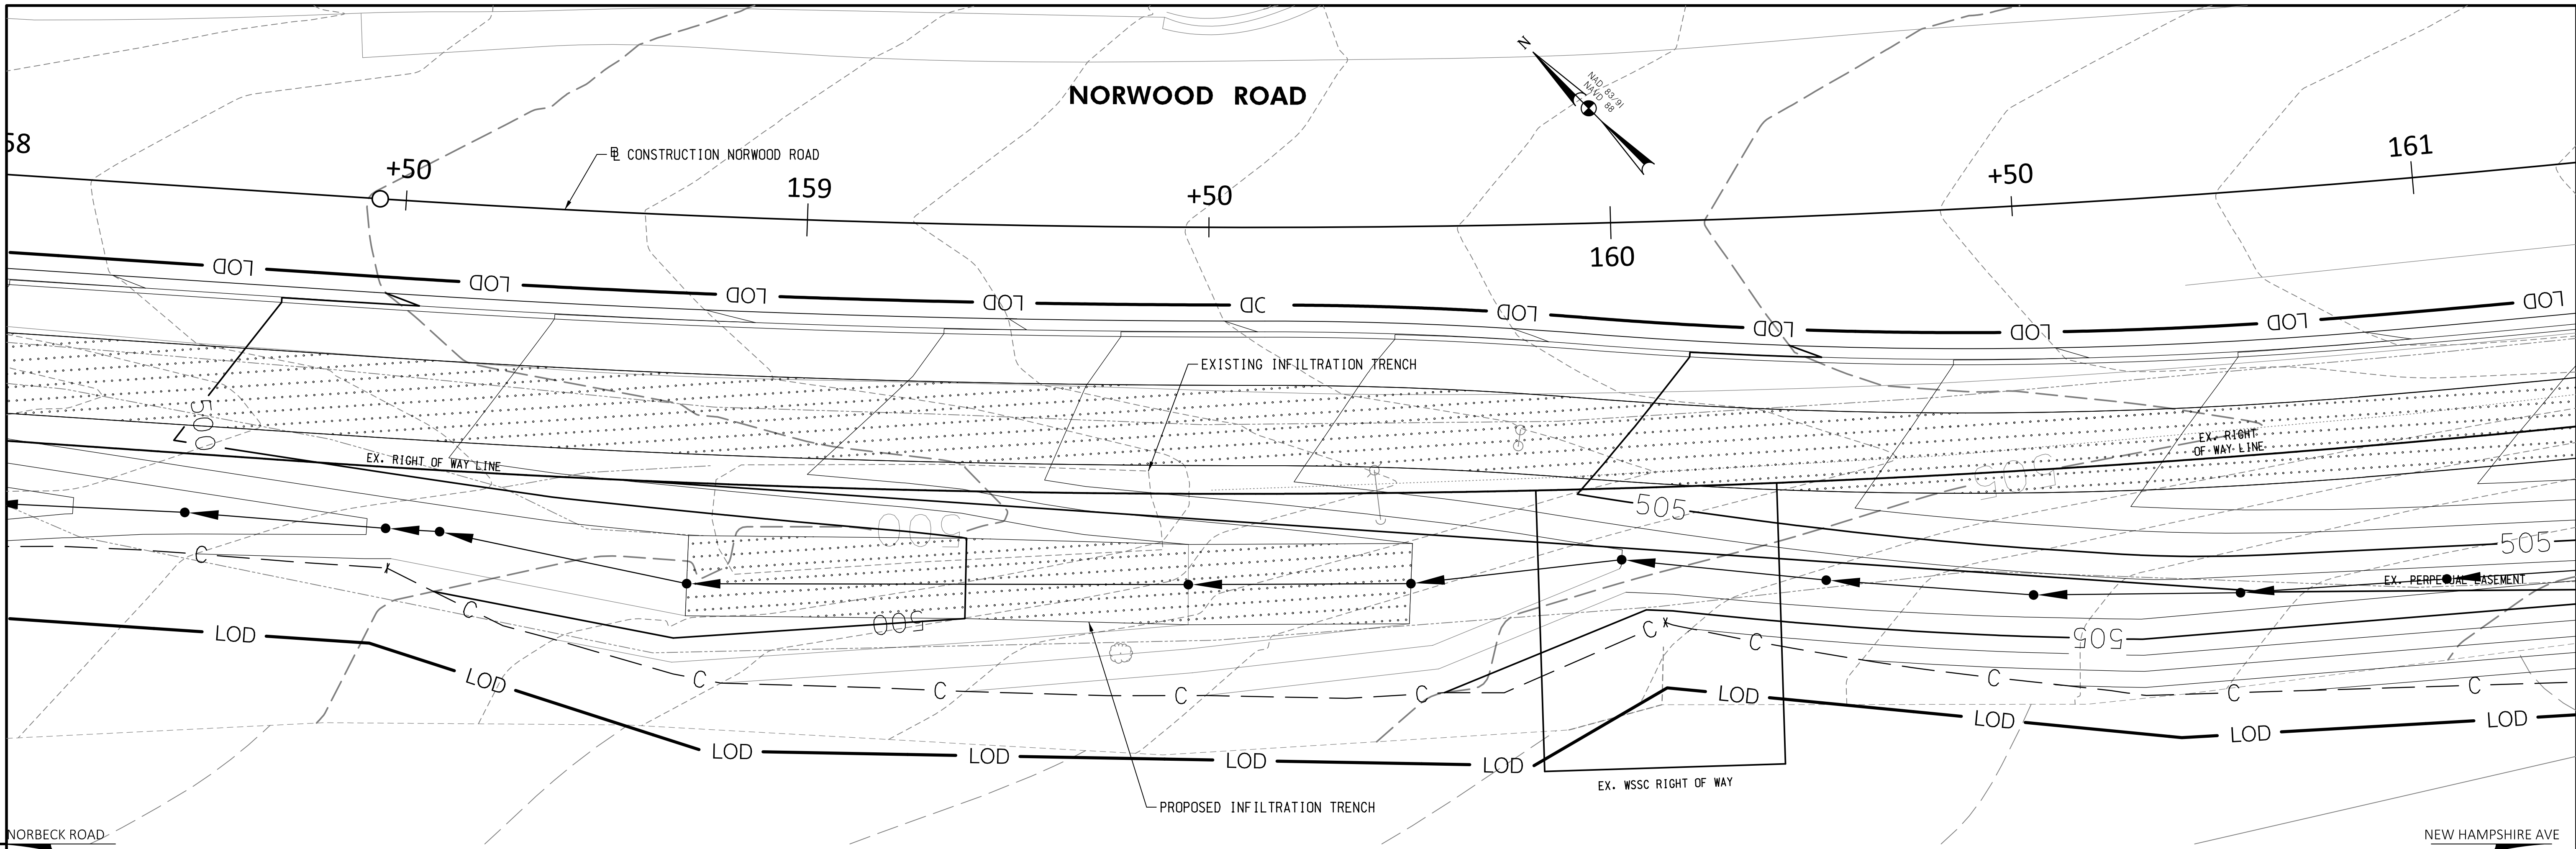 NORWOOD ROAD
N
NAD/83/91
NAVD 88
58
+50
℄ CONSTRUCTION NORWOOD ROAD
159
+50
160
+50
161
LOD
LOD
LOD
LOD
LOD
LOD
LOD
LOD
LOD
EXISTING INFILTRATION TRENCH
500
EX. RIGHT OF WAY LINE
EX. RIGHT
OF WAY LINE
505
505
500
505
EX. PERPETUAL EASEMENT
C
C
500
505
C
C
C
C
C
C
C
C
C
LOD
LOD
LOD
LOD
LOD
LOD
LOD
LOD
LOD
LOD
EX. WSSC RIGHT OF WAY
PROPOSED INFILTRATION TRENCH
NORBECK ROAD
NEW HAMPSHIRE AVE